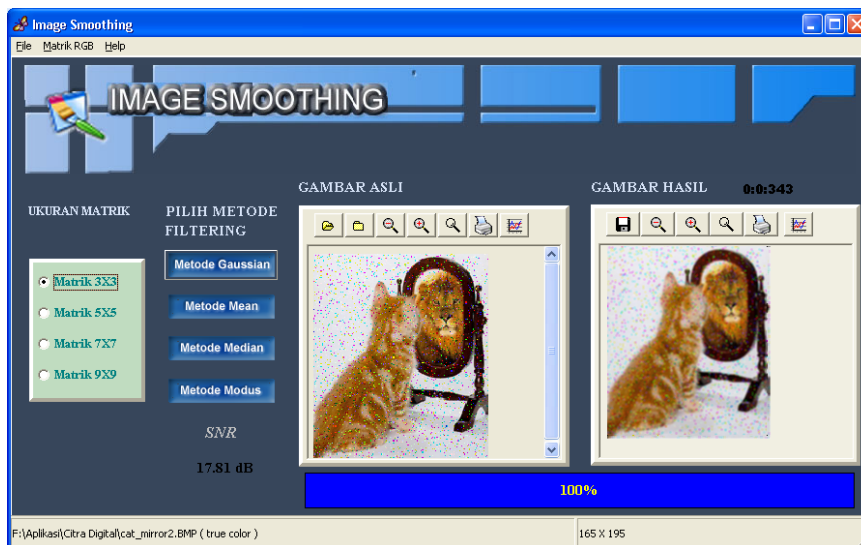 Image Smoothing
File Matrik RGB Help
IMAGE SMOOTHING
UKURAN MATRIK
Matrik 3X3
Matrik 5X5
Matrik 7X7
Matrik 9X9
PILIH METODE
FILTERING
Metode Gaussian
Metode Mean
Metode Median
Metode Modus
SNR
17.81 dB
GAMBAR ASLI
GAMBAR HASIL 0:0:343
100%
F:\Aplikasi\Citra Digital\cat_mirror2.BMP ( true color ) 165 X 195